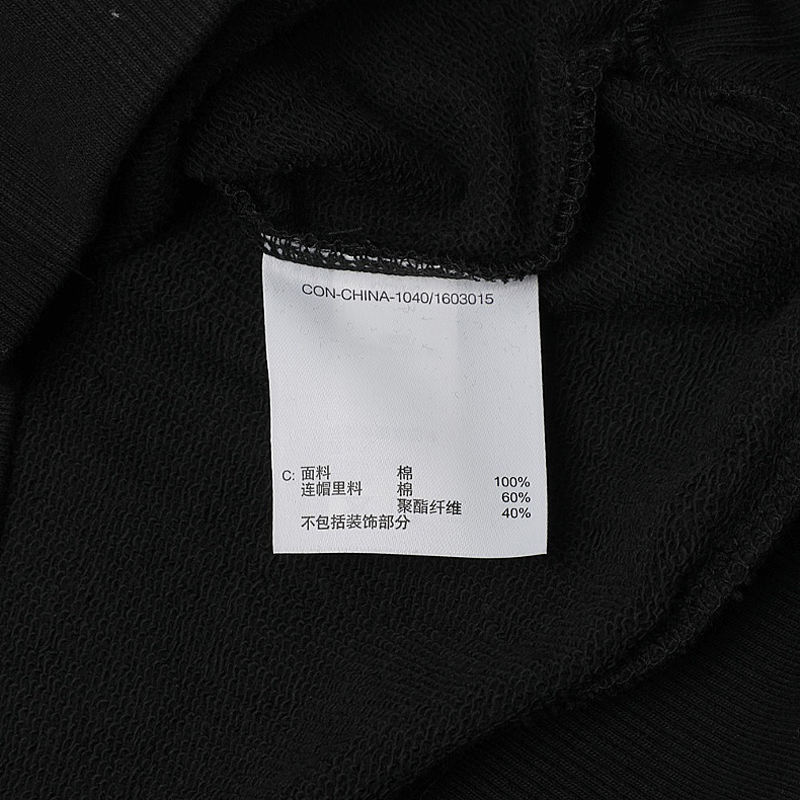 CON-CHINA-1040/1603015
C: 面料 棉 100%
连帽里料 棉 60%
聚酯纤维 40%
不包括装饰部分